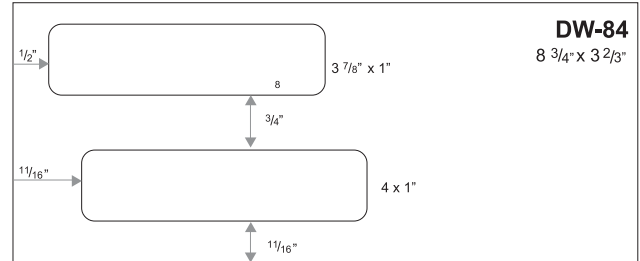 DW-84
8 3/4" x 3 2/3"
1/2"
3 7/8" x 1"
8
3/4"
11/16"
4 x 1"
11/16"